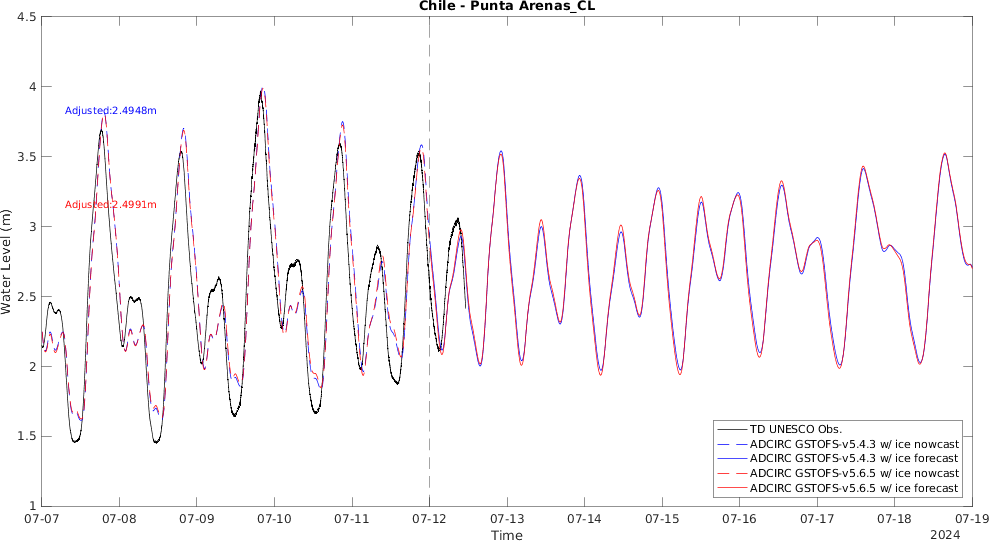 Chile - Punta Arenas_CL
4.5
4
3.5
3
2.5
2
1.5
1
Water Level (m)
Adjusted:2.4948m
Adjusted:2.4991m
TD UNESCO Obs.
ADCIRC GSTOFS-v5.4.3 w/ ice nowcast
ADCIRC GSTOFS-v5.4.3 w/ ice forecast
ADCIRC GSTOFS-v5.6.5 w/ ice nowcast
ADCIRC GSTOFS-v5.6.5 w/ ice forecast
07-07 07-08 07-09 07-10 07-11 07-12 07-13 07-14 07-15 07-16 07-17 07-18 07-19
Time
2024